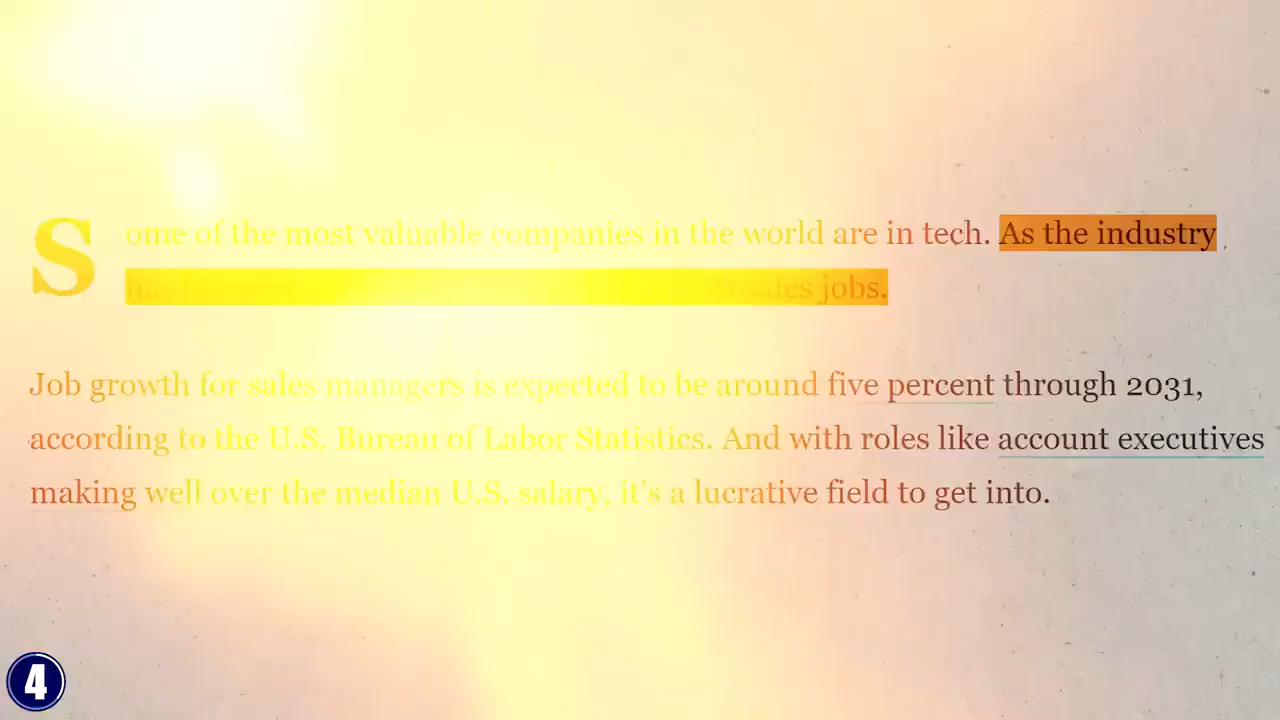 Some of the most valuable companies in the world are in tech. As the industry
sales jobs.
Job growth for sales managers is expected to be around five percent through 2031,
according to the U.S. Bureau of Labor Statistics. And with roles like account executives
making well over the median U.S. salary, it's a lucrative field to get into.
4